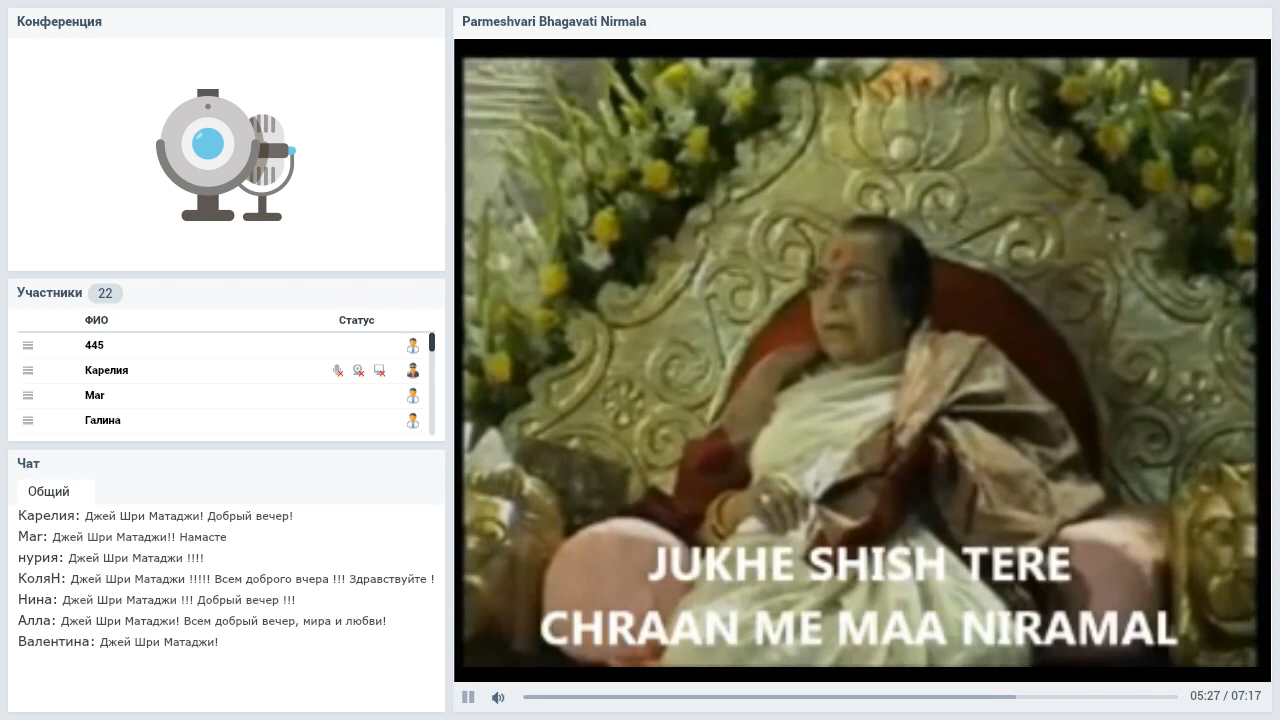 Конференция
Parmeshvari Bhagavati Nirmala
Участники 22
ФИО Статус
445
Карелия
Mar
Галина
Чат
Общий
Карелия: Джей Шри Матаджи! Добрый вечер!
Mar: Джей Шри Матаджи!! Намасте
нурия: Джей Шри Матаджи !!!!
КоляН: Джей Шри Матаджи !!!!! Всем доброго вчера !!! Здравствуйте !
Нина: Джей Шри Матаджи !!! Добрый вечер !!!
Алла: Джей Шри Матаджи! Всем добрый вечер, мира и любви!
Валентина: Джей Шри Матаджи!
JUKHE SHISH TERE
CHRAAN ME MAA NIRAMAL
05:27 / 07:17